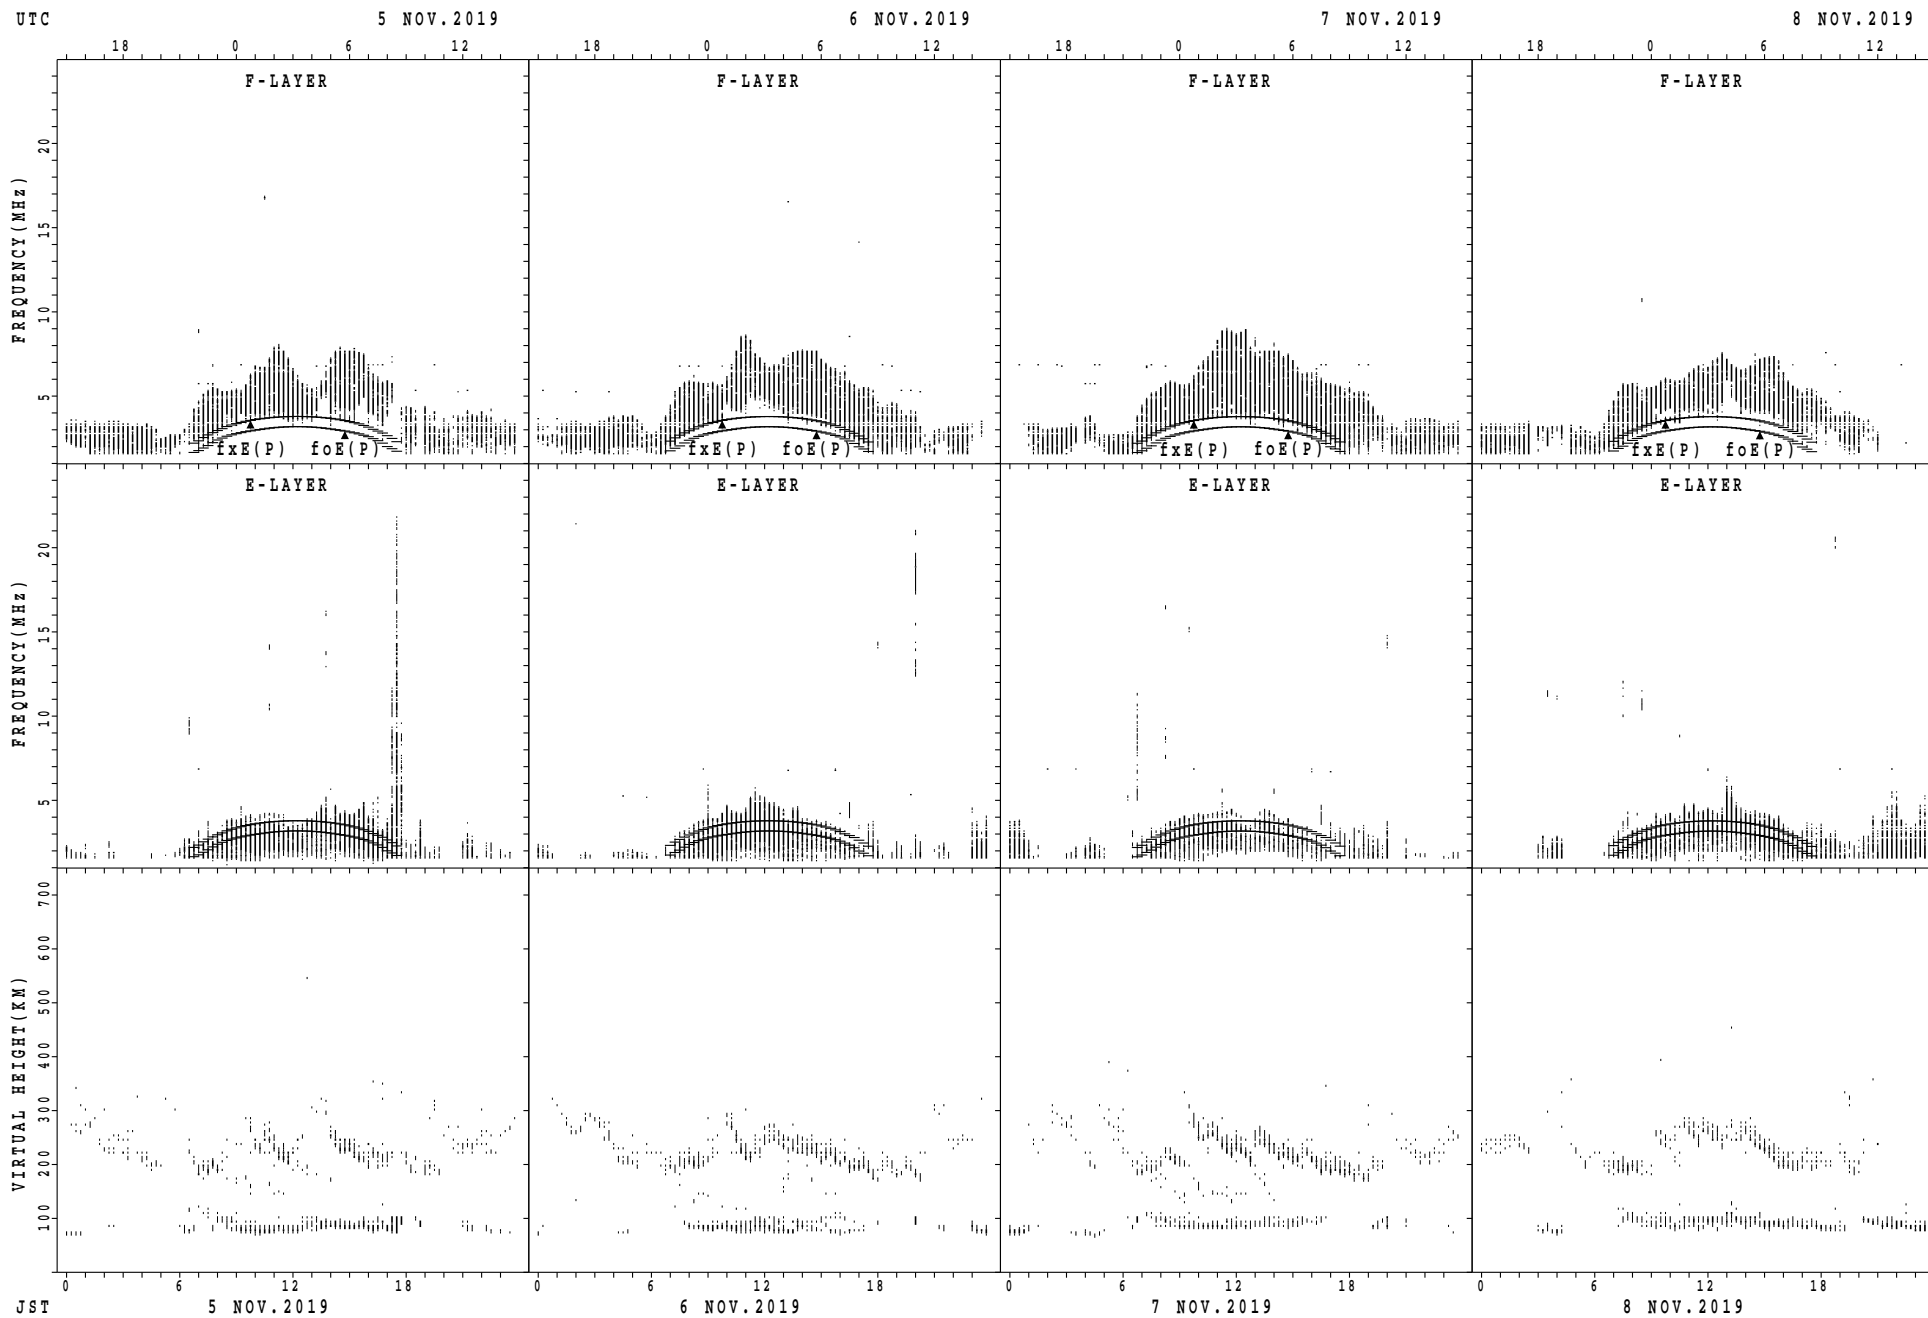 UTC 5 NOV.2019 6 NOV.2019 7 NOV.2019 8 NOV.2019
18 0 6 12 18 0 6 12 18 0 6 12 18 0 6 12
F-LAYER F-LAYER F-LAYER F-LAYER
FREQUENCY(MHz)
20
15
10
5
fxE(P) foE(P) fxE(P) foE(P) fxE(P) foE(P) fxE(P) foE(P)
E-LAYER E-LAYER E-LAYER E-LAYER
FREQUENCY(MHz)
20
15
10
5
VIRTUAL HEIGHT(KM)
700
600
500
400
300
200
100
0 6 12 18 0 6 12 18 0 6 12 18 0 6 12 18
JST 5 NOV.2019 6 NOV.2019 7 NOV.2019 8 NOV.2019